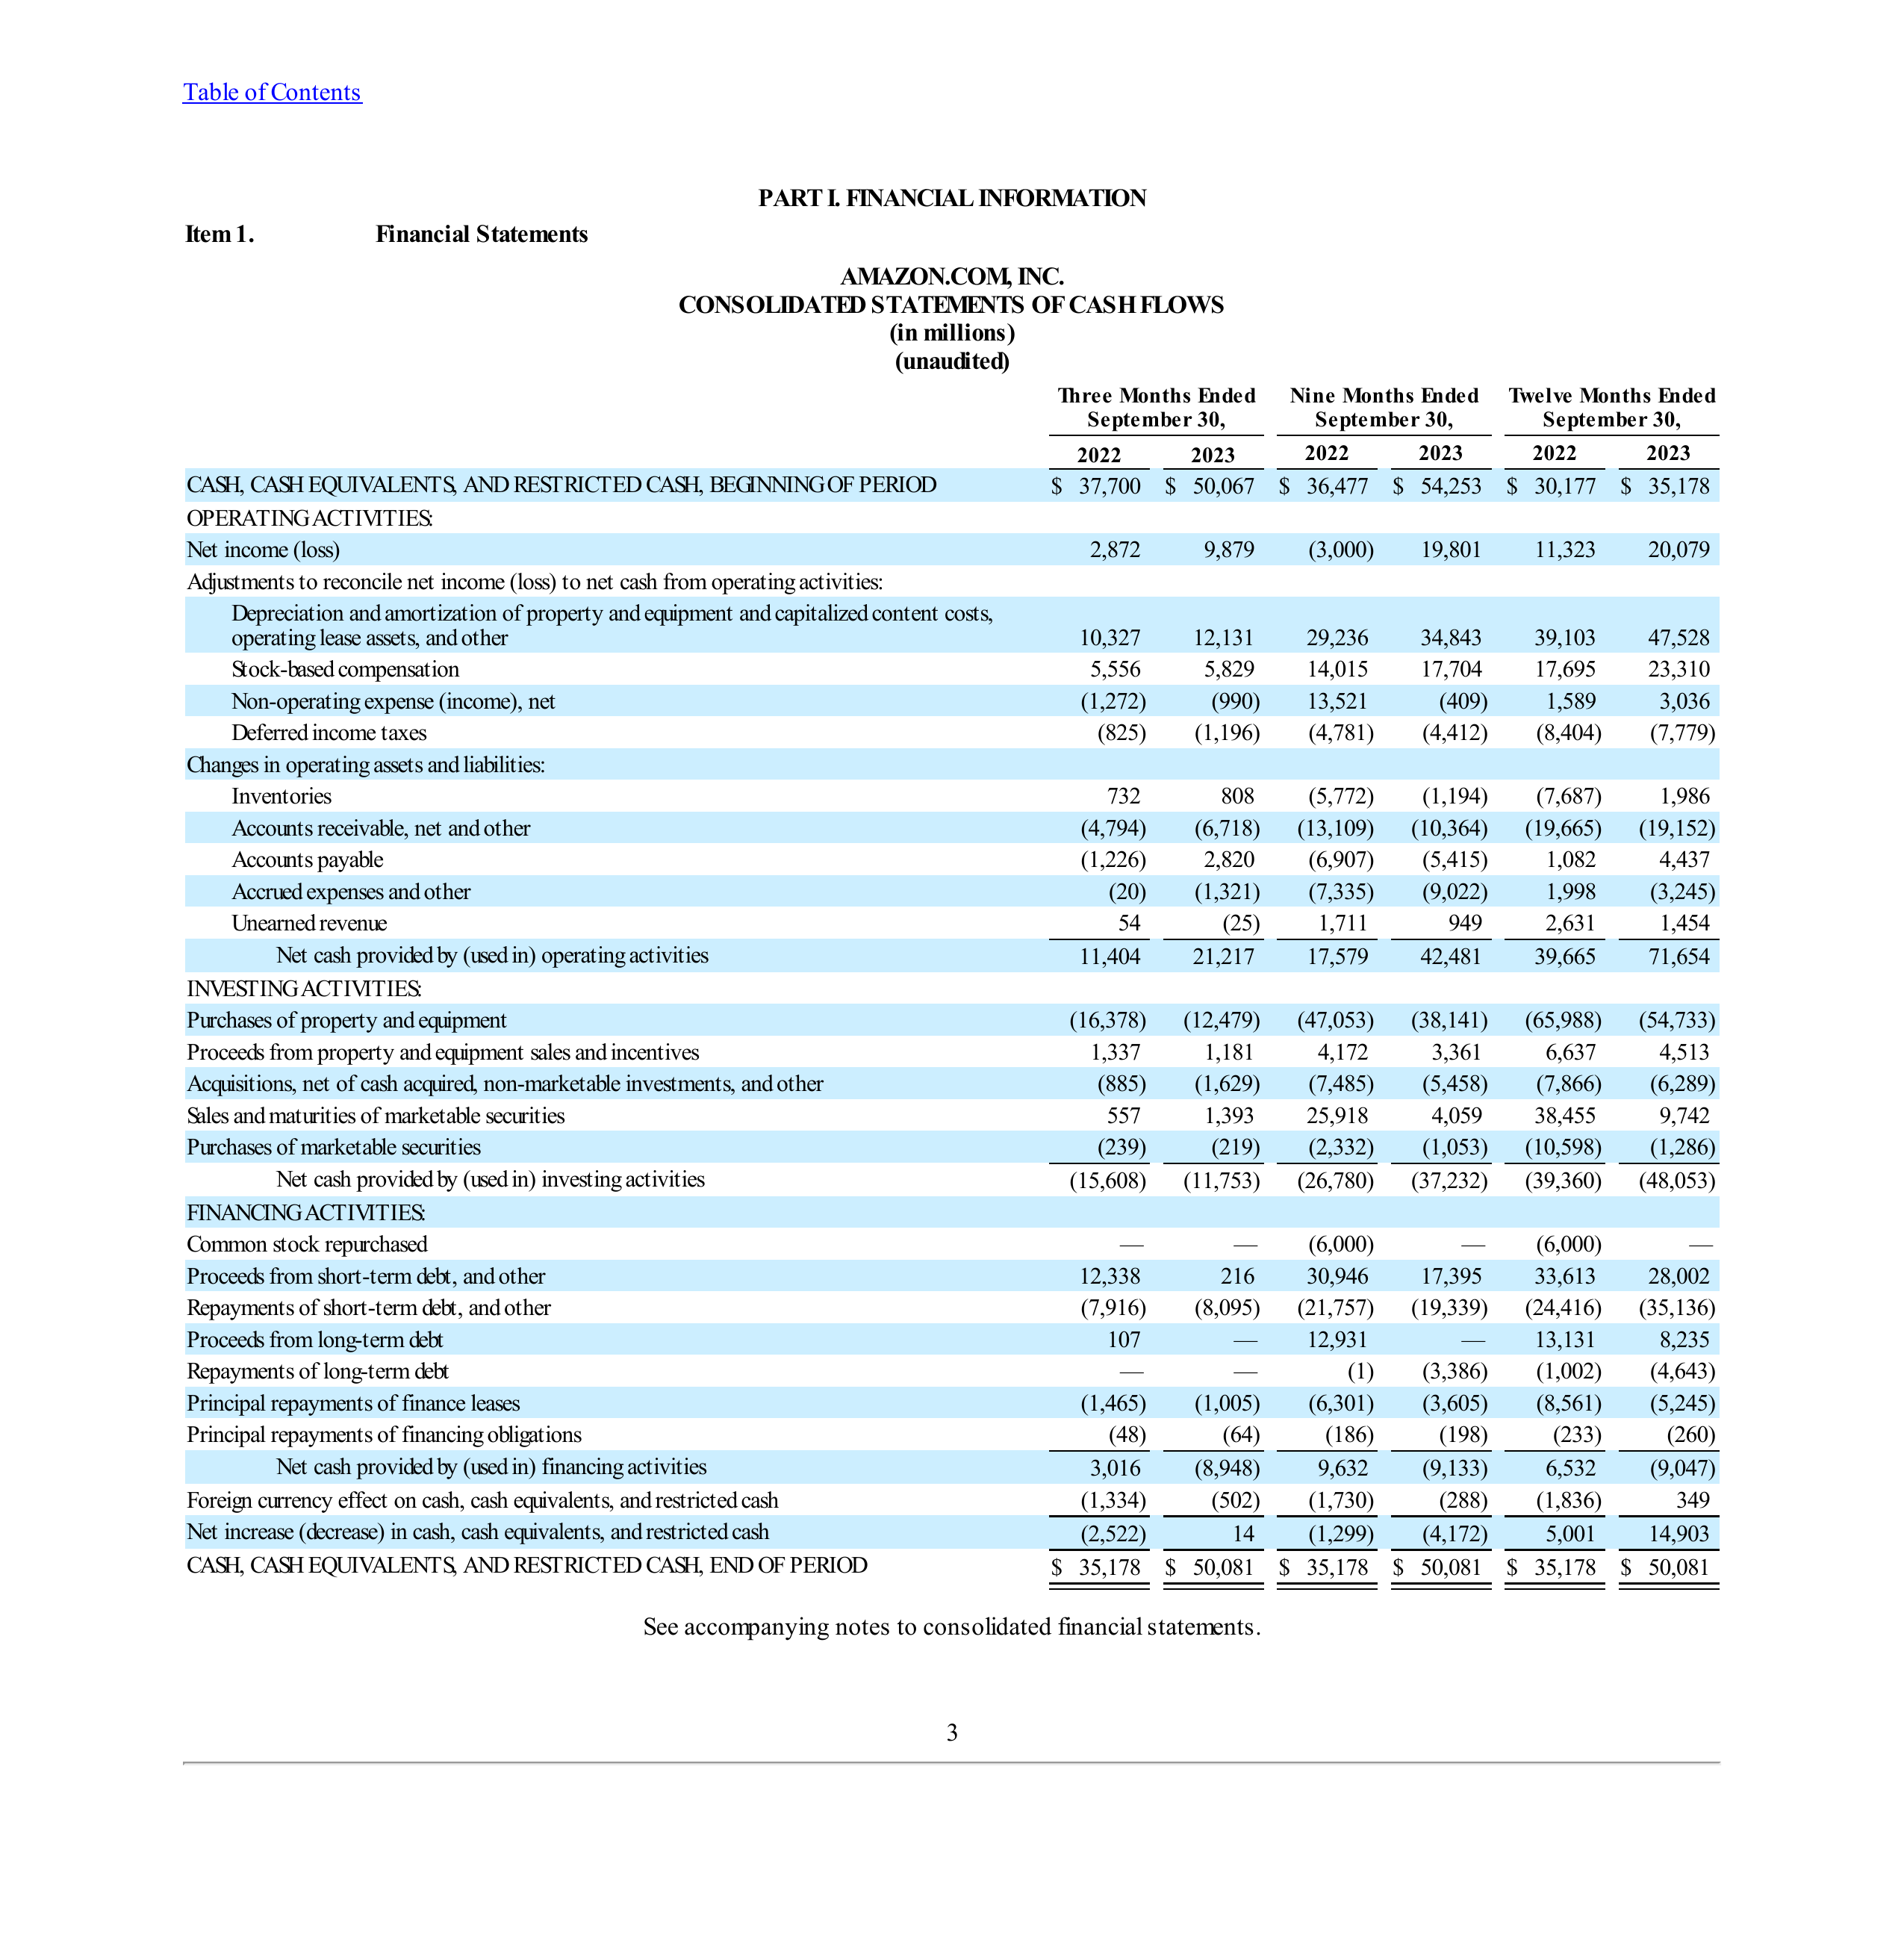 Table of Contents
PART I. FINANCIAL INFORMATION
Item 1. Financial Statements
AMAZON.COM, INC.
CONSOLIDATED STATEMENTS OF CASH FLOWS
(in millions)
(unaudited)
Three Months Ended Nine Months Ended Twelve Months Ended
September 30, September 30, September 30,
2022 2023 2022 2023 2022 2023
CASH, CASH EQUIVALENTS, AND RESTRICTED CASH, BEGINNING OF PERIOD $ 37,700 $ 50,067 $ 36,477 $ 54,253 $ 30,177 $ 35,178
OPERATING ACTIVITIES:
Net income (loss) 2,872 9,879 (3,000) 19,801 11,323 20,079
Adjustments to reconcile net income (loss) to net cash from operating activities:
Depreciation and amortization of property and equipment and capitalized content costs,
operating lease assets, and other 10,327 12,131 29,236 34,843 39,103 47,528
Stock-based compensation 5,556 5,829 14,015 17,704 17,695 23,310
Non-operating expense (income), net (1,272) (990) 13,521 (409) 1,589 3,036
Deferred income taxes (825) (1,196) (4,781) (4,412) (8,404) (7,779)
Changes in operating assets and liabilities:
Inventories 732 808 (5,772) (1,194) (7,687) 1,986
Accounts receivable, net and other (4,794) (6,718) (13,109) (10,364) (19,665) (19,152)
Accounts payable (1,226) 2,820 (6,907) (5,415) 1,082 4,437
Accrued expenses and other (20) (1,321) (7,335) (9,022) 1,998 (3,245)
Unearned revenue 54 (25) 1,711 949 2,631 1,454
Net cash provided by (used in) operating activities 11,404 21,217 17,579 42,481 39,665 71,654
INVESTING ACTIVITIES:
Purchases of property and equipment (16,378) (12,479) (47,053) (38,141) (65,988) (54,733)
Proceeds from property and equipment sales and incentives 1,337 1,181 4,172 3,361 6,637 4,513
Acquisitions, net of cash acquired, non-marketable investments, and other (885) (1,629) (7,485) (5,458) (7,866) (6,289)
Sales and maturities of marketable securities 557 1,393 25,918 4,059 38,455 9,742
Purchases of marketable securities (239) (219) (2,332) (1,053) (10,598) (1,286)
Net cash provided by (used in) investing activities (15,608) (11,753) (26,780) (37,232) (39,360) (48,053)
FINANCING ACTIVITIES:
Common stock repurchased — — (6,000) — (6,000) —
Proceeds from short-term debt, and other 12,338 216 30,946 17,395 33,613 28,002
Repayments of short-term debt, and other (7,916) (8,095) (21,757) (19,339) (24,416) (35,136)
Proceeds from long-term debt 107 — 12,931 — 13,131 8,235
Repayments of long-term debt — — (1) (3,386) (1,002) (4,643)
Principal repayments of finance leases (1,465) (1,005) (6,301) (3,605) (8,561) (5,245)
Principal repayments of financing obligations (48) (64) (186) (198) (233) (260)
Net cash provided by (used in) financing activities 3,016 (8,948) 9,632 (9,133) 6,532 (9,047)
Foreign currency effect on cash, cash equivalents, and restricted cash (1,334) (502) (1,730) (288) (1,836) 349
Net increase (decrease) in cash, cash equivalents, and restricted cash (2,522) 14 (1,299) (4,172) 5,001 14,903
CASH, CASH EQUIVALENTS, AND RESTRICTED CASH, END OF PERIOD $ 35,178 $ 50,081 $ 35,178 $ 50,081 $ 35,178 $ 50,081
See accompanying notes to consolidated financial statements.
3